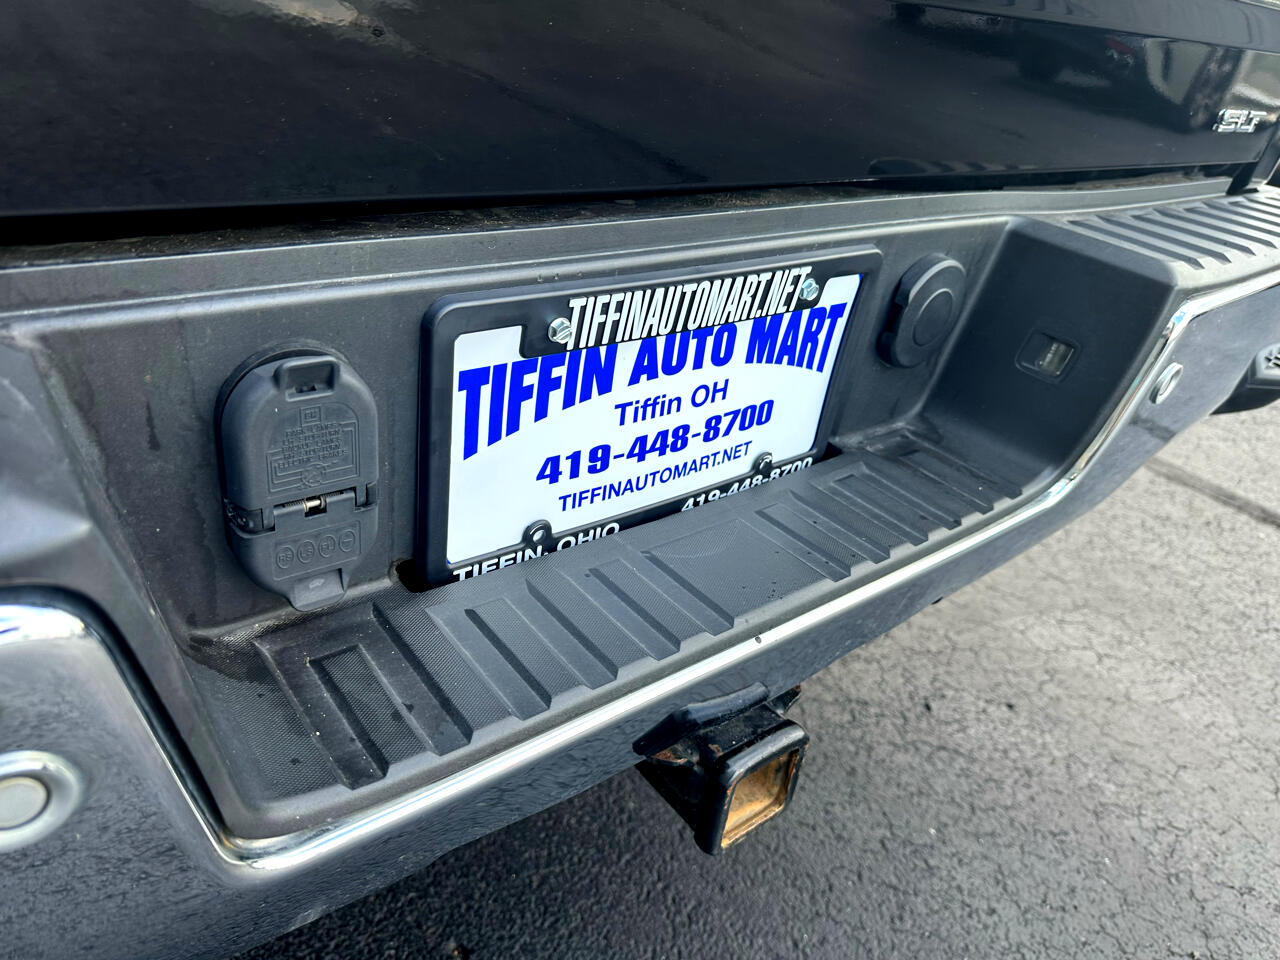 SLT
TIFFINAUTOMART.NET
TIFFIN AUTO MART
Tiffin OH
419-448-8700
TIFFINAUTOMART.NET
TIFFIN, OHIO 419-448-8700